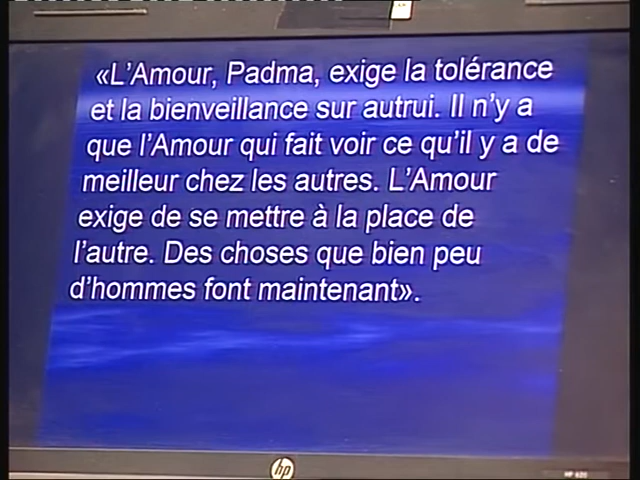 «L'Amour, Padma, exige la tolérance
et la bienveillance sur autrui. Il n'y a
que l'Amour qui fait voir ce qu'il y a de
meilleur chez les autres. L'Amour
exige de se mettre à la place de
l'autre. Des choses que bien peu
d'hommes font maintenant».
hp